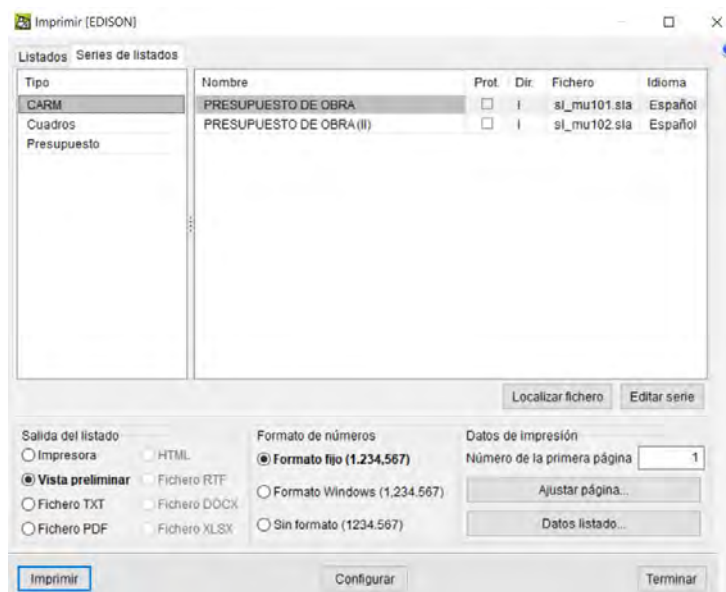 Imprimir [EDISON]
Listados Series de listados
Tipo
CARM
Cuadros
Presupuesto
Nombre Prot. Dir. Fichero Idioma
PRESUPUESTO DE OBRA I sl_mu101.sla Español
PRESUPUESTO DE OBRA (II) I sl_mu102.sla Español
Localizar fichero Editar serie
Salida del listado
Impresora HTML
Vista preliminar Fichero RTF
Fichero TXT Fichero DOCX
Fichero PDF Fichero XLSX
Formato de números
Formato fijo (1.234,567)
Formato Windows (1,234.567)
Sin formato (1234.567)
Datos de impresión
Número de la primera página 1
Ajustar página...
Datos listado...
Imprimir Configurar Terminar